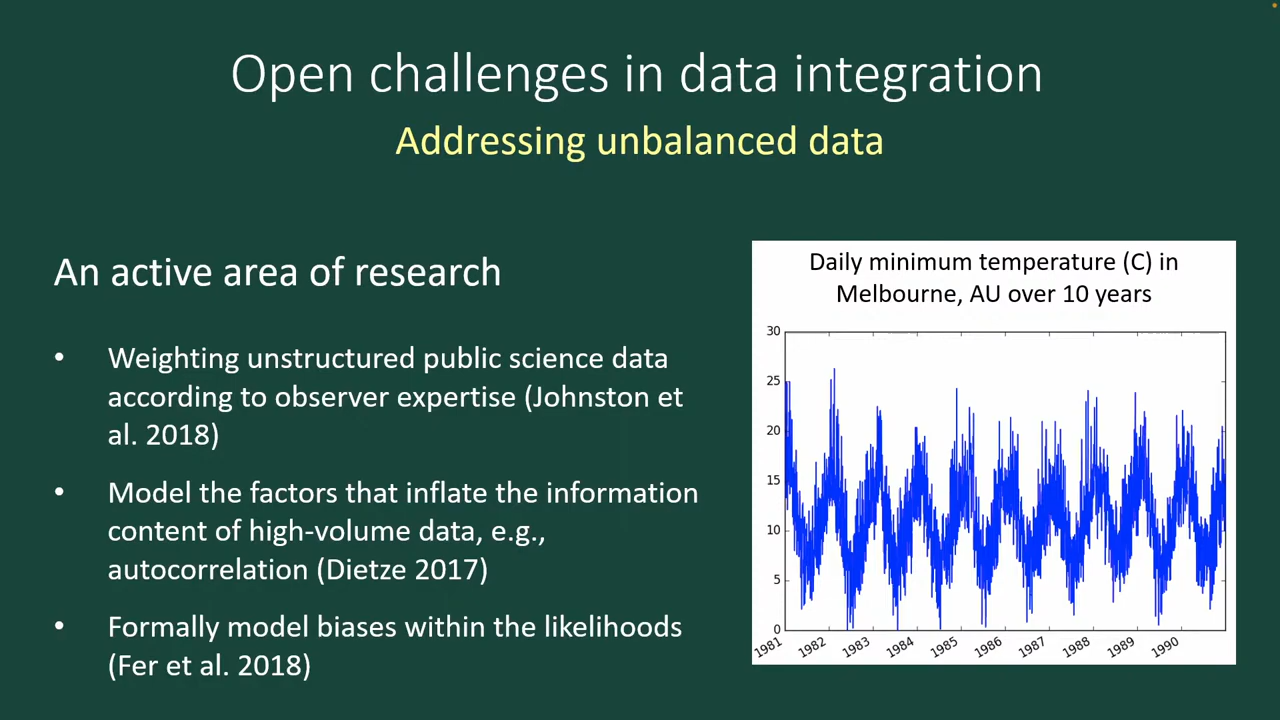 Open challenges in data integration
Addressing unbalanced data
An active area of research
• Weighting unstructured public science data
according to observer expertise (Johnston et
al. 2018)
• Model the factors that inflate the information
content of high-volume data, e.g.,
autocorrelation (Dietze 2017)
• Formally model biases within the likelihoods
(Fer et al. 2018)
Daily minimum temperature (C) in
Melbourne, AU over 10 years
30
25
20
15
10
5
0
1981 1982 1983 1984 1985 1986 1987 1988 1989 1990